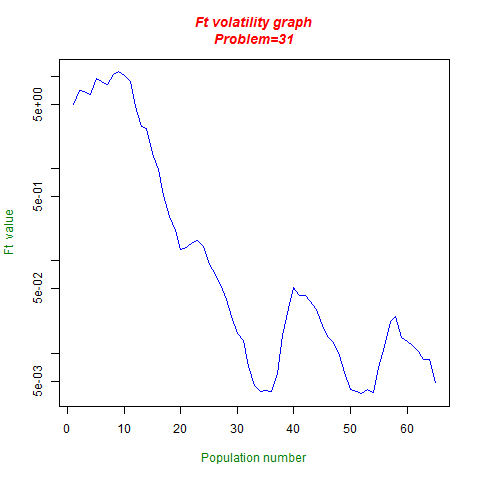 Ft volatility graph
Problem=31
5e+00
5e-01
5e-02
5e-03
Ft value
0 10 20 30 40 50 60
Population number